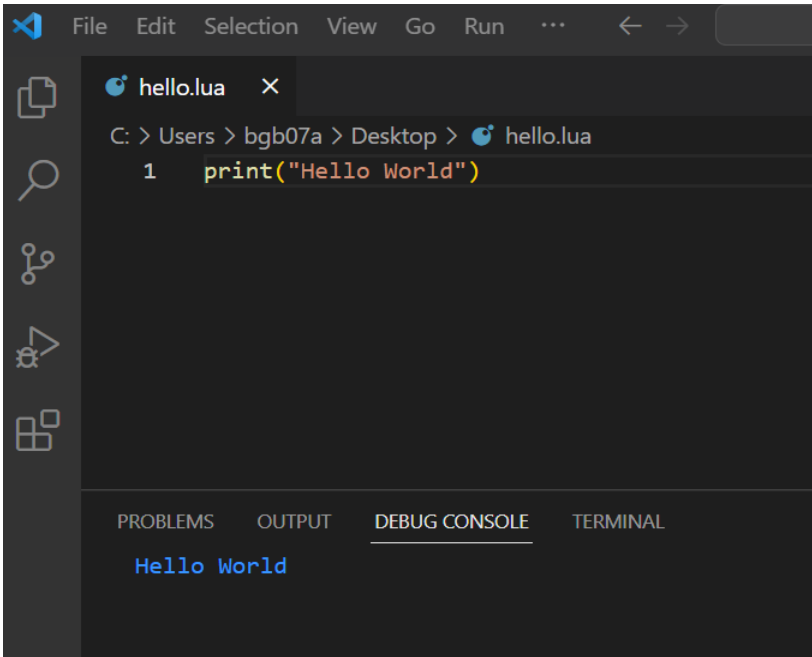 File Edit Selection View Go Run ···
hello.lua
C: > Users > bgb07a > Desktop > hello.lua
1 print("Hello World")
PROBLEMS OUTPUT DEBUG CONSOLE TERMINAL
Hello World